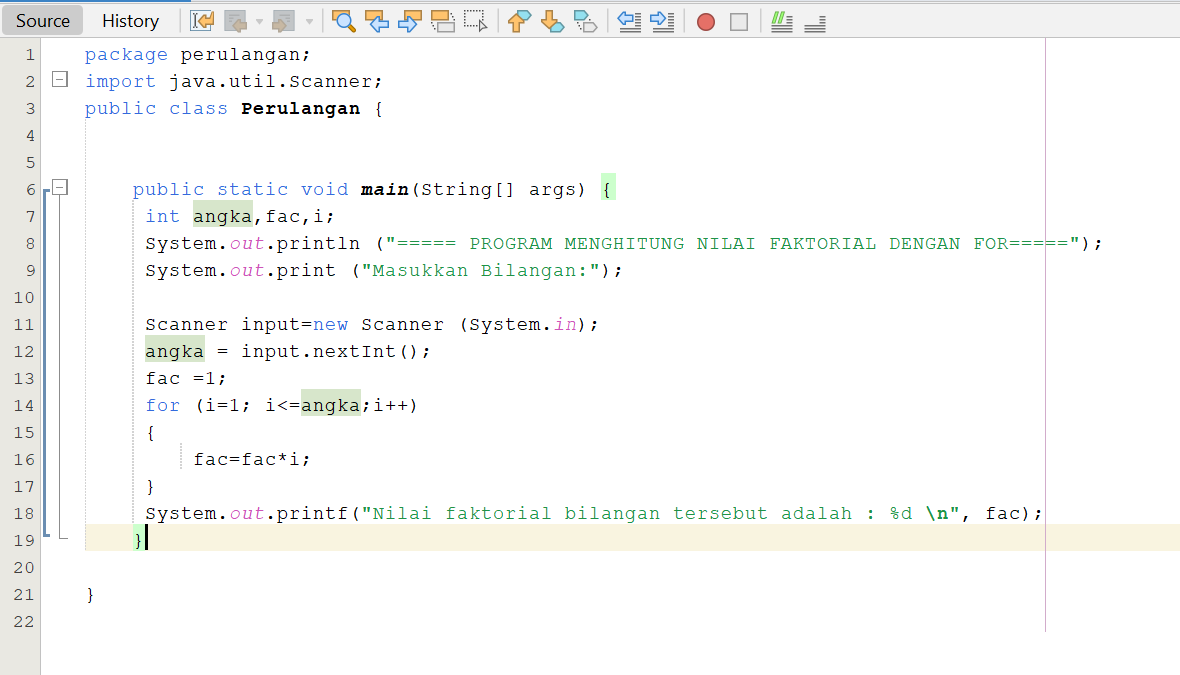 Source History
1 package perulangan;
2 import java.util.Scanner;
3 public class Perulangan {
4
5
6 public static void main(String[] args) {
7 int angka,fac,i;
8 System.out.println ("===== PROGRAM MENGHITUNG NILAI FAKTORIAL DENGAN FOR=====");
9 System.out.print ("Masukkan Bilangan:");
10
11 Scanner input=new Scanner (System.in);
12 angka = input.nextInt();
13 fac =1;
14 for (i=1; i<=angka;i++)
15 {
16 fac=fac*i;
17 }
18 System.out.printf("Nilai faktorial bilangan tersebut adalah : %d \n", fac);
19 }
20
21 }
22